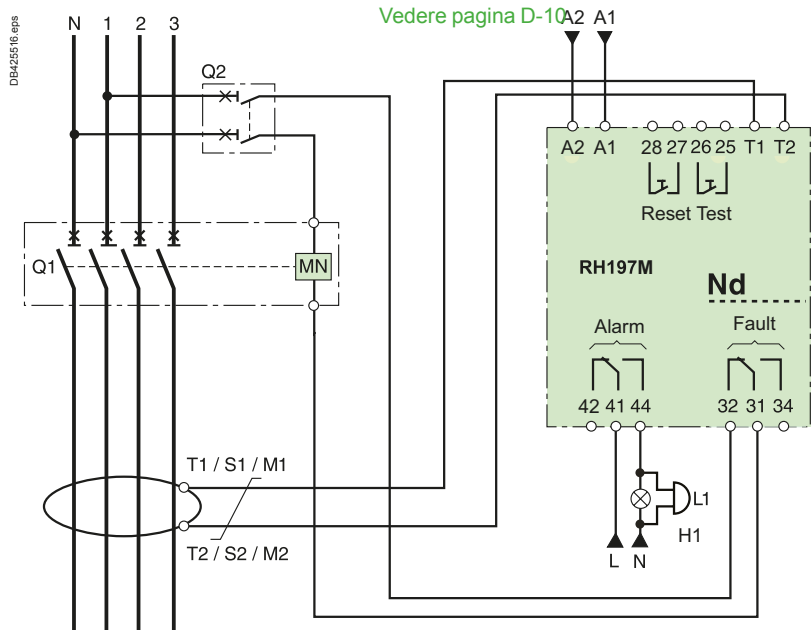 Vedere pagina D-10
A2 A1
DB425516.eps
N 1 2 3
Q2
A2 A1 28 27 26 25 T1 T2
Reset Test
Q1
MN
RH197M
Nd
Alarm
Fault
42 41 44
32 31 34
T1 / S1 / M1
T2 / S2 / M2
L1
H1
L N